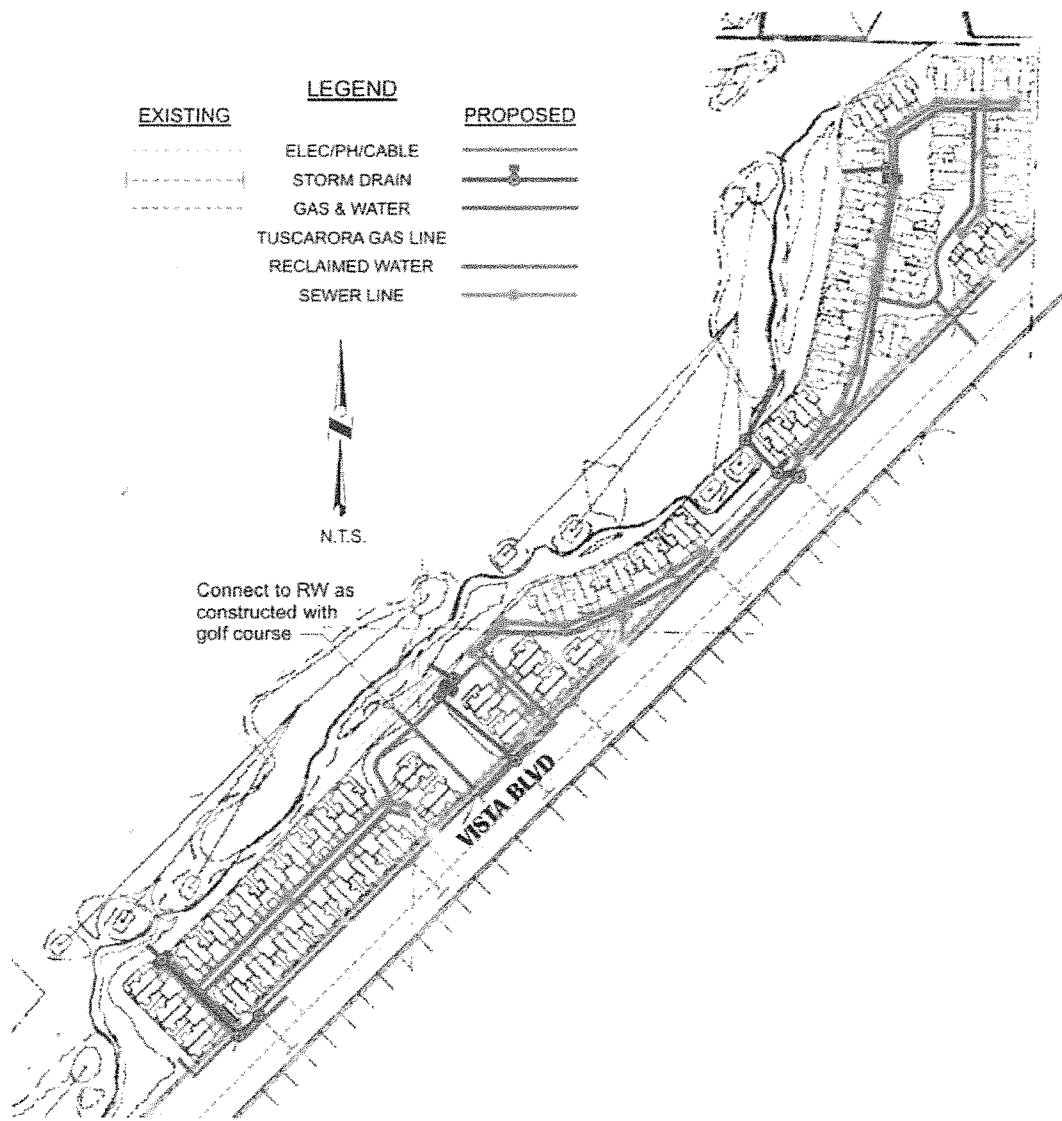 LEGEND
EXISTING
PROPOSED
ELEC/PH/CABLE
STORM DRAIN
GAS & WATER
TUSCARORA GAS LINE
RECLAIMED WATER
SEWER LINE
N.T.S.
Connect to RW as
constructed with
golf course
VISTA BLVD